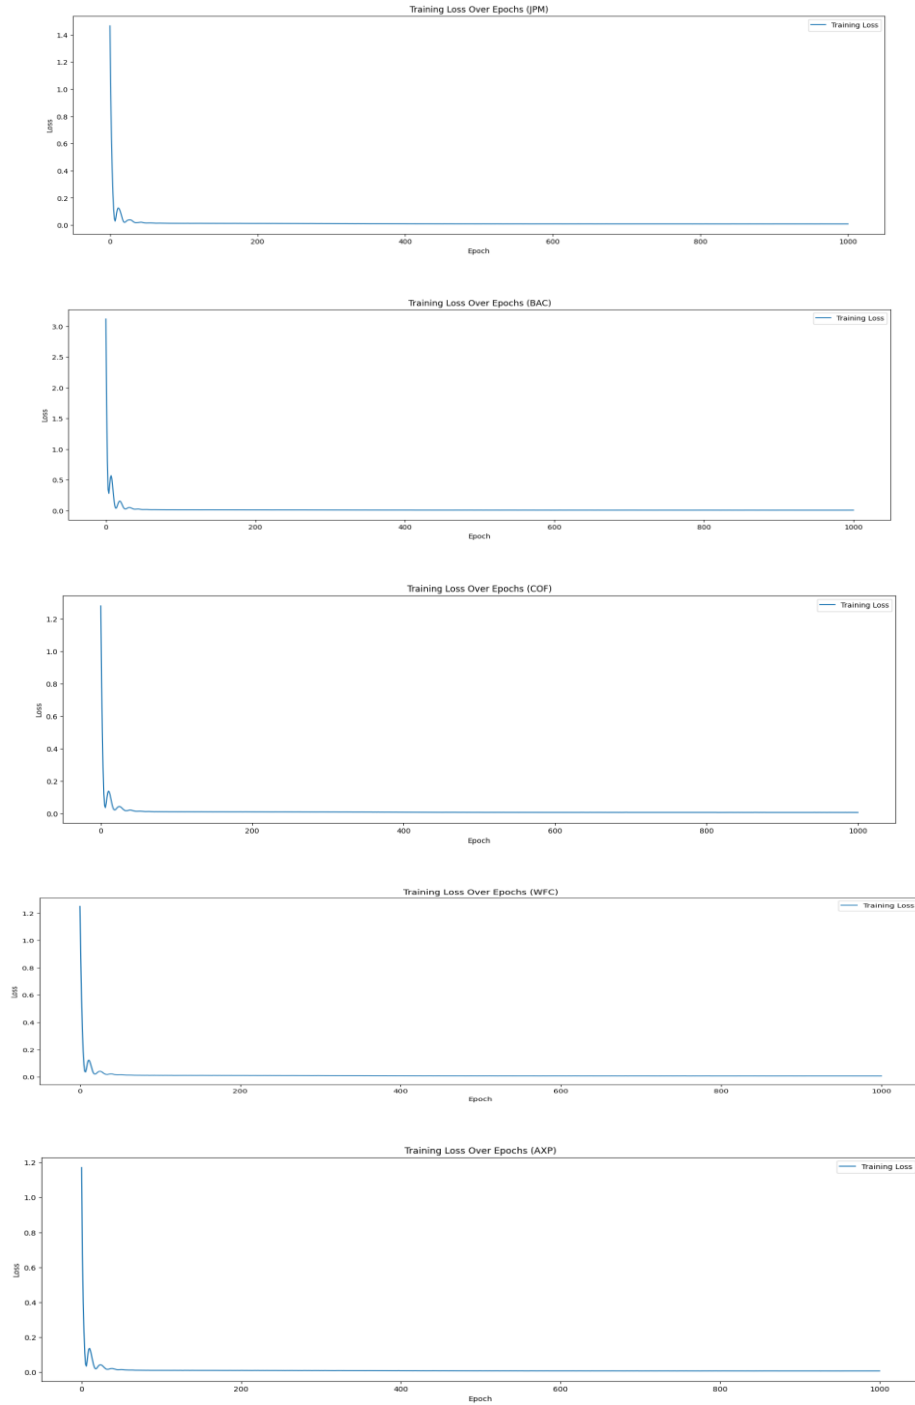 Training Loss Over Epochs (JPM)
Training Loss
1.4
1.2
1.0
0.8
0.6
0.4
0.2
0.0
Loss
0 200 400 600 800 1000
Epoch
Training Loss Over Epochs (BAC)
Training Loss
3.0
2.5
2.0
1.5
1.0
0.5
0.0
Loss
0 200 400 600 800 1000
Epoch
Training Loss Over Epochs (COF)
Training Loss
1.2
1.0
0.8
0.6
0.4
0.2
0.0
Loss
0 200 400 600 800 1000
Epoch
Training Loss Over Epochs (WFC)
Training Loss
1.2
1.0
0.8
0.6
0.4
0.2
0.0
Loss
0 200 400 600 800 1000
Epoch
Training Loss Over Epochs (AXP)
Training Loss
1.2
1.0
0.8
0.6
0.4
0.2
0.0
Loss
0 200 400 600 800 1000
Epoch